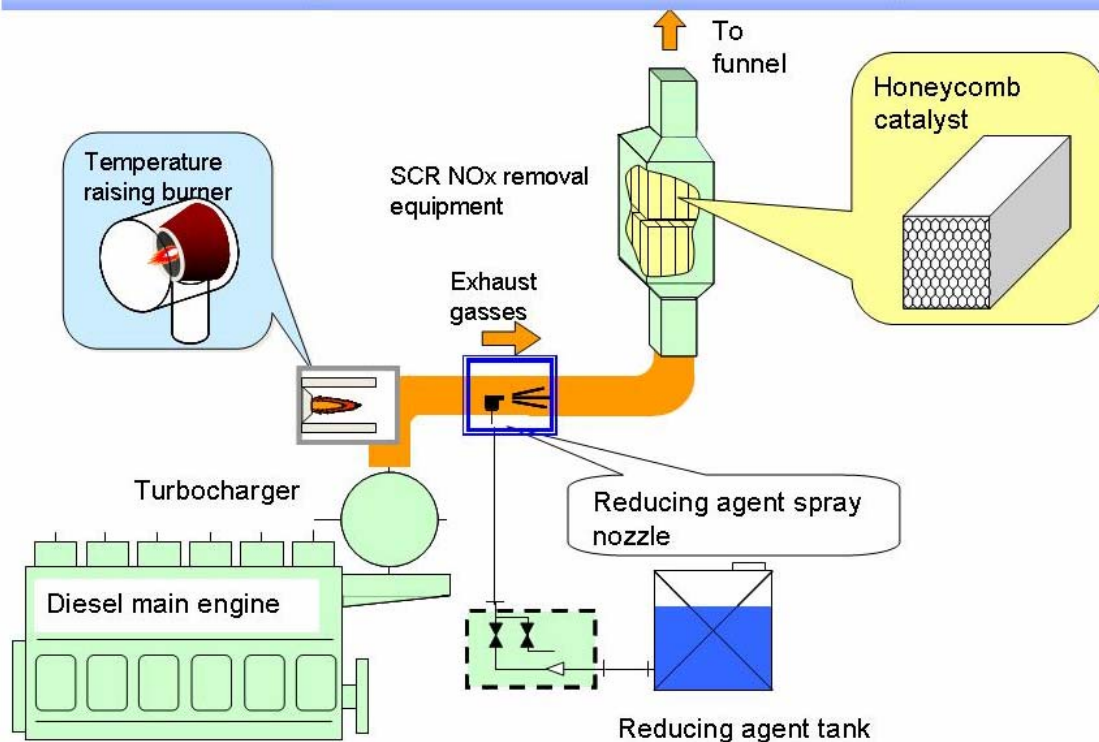 To
funnel
Honeycomb
catalyst
Temperature
raising burner
SCR NOx removal
equipment
Exhaust
gasses
Turbocharger
Reducing agent spray
nozzle
Diesel main engine
Reducing agent tank